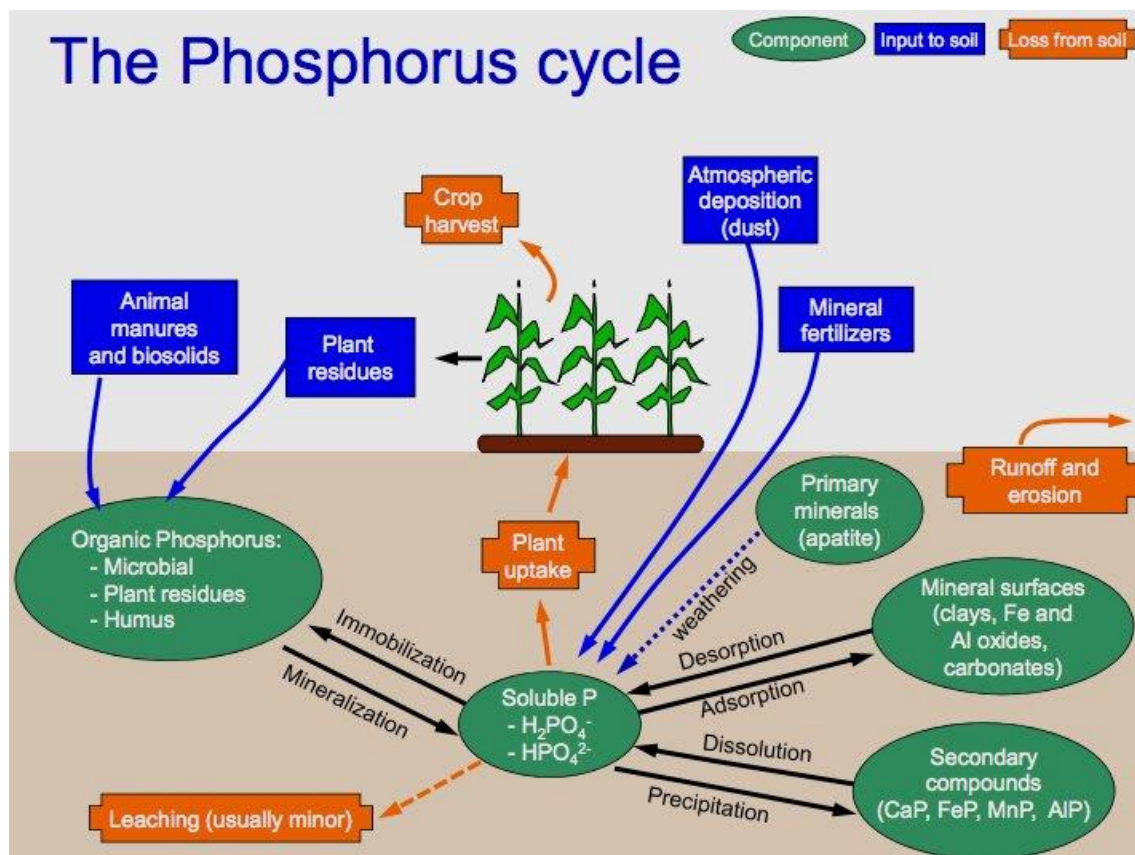 The Phosphorus cycle
Component
Input to soil
Loss from soil
Crop
harvest
Atmospheric
deposition
(dust)
Animal
manures
and biosolids
Plant
residues
Mineral
fertilizers
Runoff and
erosion
Primary
minerals
(apatite)
Plant
uptake
Organic Phosphorus:
- Microbial
- Plant residues
- Humus
weathering
Mineral surfaces
(clays, Fe and
Al oxides,
carbonates)
Immobilization
Mineralization
Desorption
Adsorption
Soluble P
- H₂PO₄⁻
- HPO₄²⁻
Dissolution
Precipitation
Secondary
compounds
(CaP, FeP, MnP, AlP)
Leaching (usually minor)